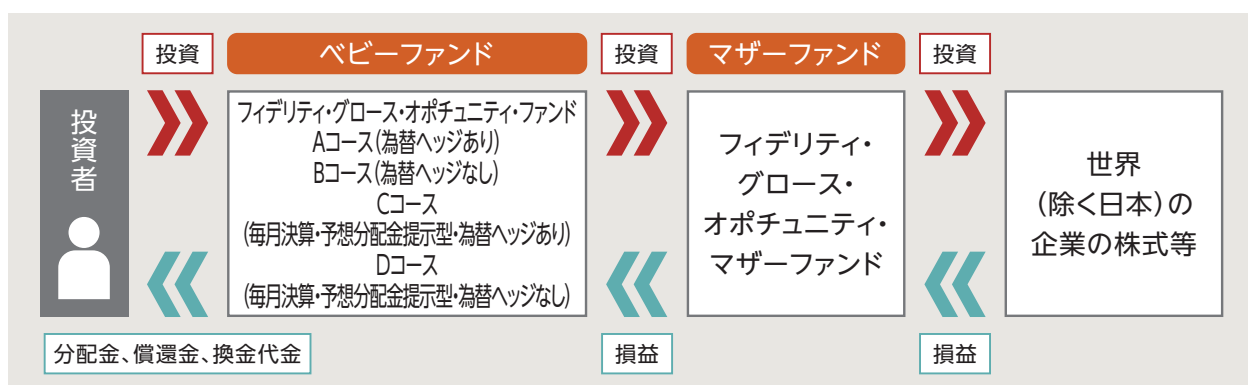 投資
ベビーファンド
投資
マザーファンド
投資
投資者
フィデリティ・グロース・オポチュニティ・ファンド
Aコース(為替ヘッジあり)
Bコース(為替ヘッジなし)
Cコース
(毎月決算・予想分配金提示型・為替ヘッジあり)
Dコース
(毎月決算・予想分配金提示型・為替ヘッジなし)
フィデリティ・
グロース・
オポチュニティ・
マザーファンド
世界
(除く日本)の
企業の株式等
分配金、償還金、換金代金
損益
損益